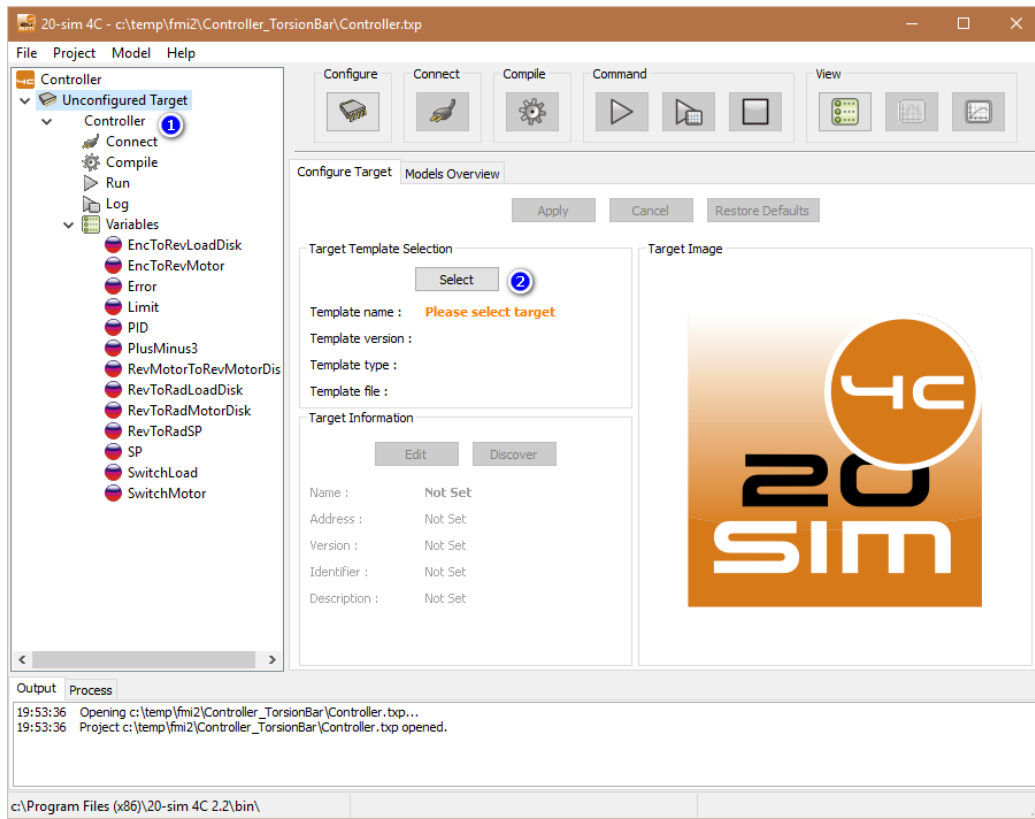 20-sim 4C - c:\temp\fmi2\Controller_TorsionBar\Controller.txp
File Project Model Help
Controller
Unconfigured Target
Controller 1
Connect
Compile
Run
Log
Variables
EncToRevLoadDisk
EncToRevMotor
Error
Limit
PID
PlusMinus3
RevMotorToRevMotorDis
RevToRadLoadDisk
RevToRadMotorDisk
RevToRadSP
SP
SwitchLoad
SwitchMotor
Configure Connect Compile Command View
Configure Target Models Overview
Apply Cancel Restore Defaults
Target Template Selection
Select 2
Template name : Please select target
Template version :
Template type :
Template file :
Target Information
Edit Discover
Name : Not Set
Address : Not Set
Version : Not Set
Identifier : Not Set
Description : Not Set
Target Image
4C
20
SIM
Output Process
19:53:36 Opening c:\temp\fmi2\Controller_TorsionBar\Controller.txp...
19:53:36 Project c:\temp\fmi2\Controller_TorsionBar\Controller.txp opened.
c:\Program Files (x86)\20-sim 4C 2.2\bin\